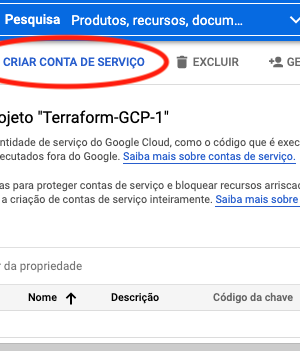 Pesquisa Produtos, recursos, docum...
CRIAR CONTA DE SERVIÇO EXCLUIR GE
ojeto "Terraform-GCP-1"
entidade de serviço do Google Cloud, como o código que é exec
xecutados fora do Google. Saiba mais sobre contas de serviço.
as para proteger contas de serviço e bloquear recursos arriscad
a criação de contas de serviço inteiramente. Saiba mais sobre
r da propriedade
Nome Descrição Código da chave